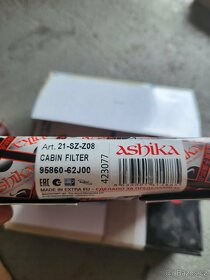 Art. 21-SZ-Z08
CABIN FILTER
95860-62J00
ASHIKA
423077
MADE IN EXTRA EU -